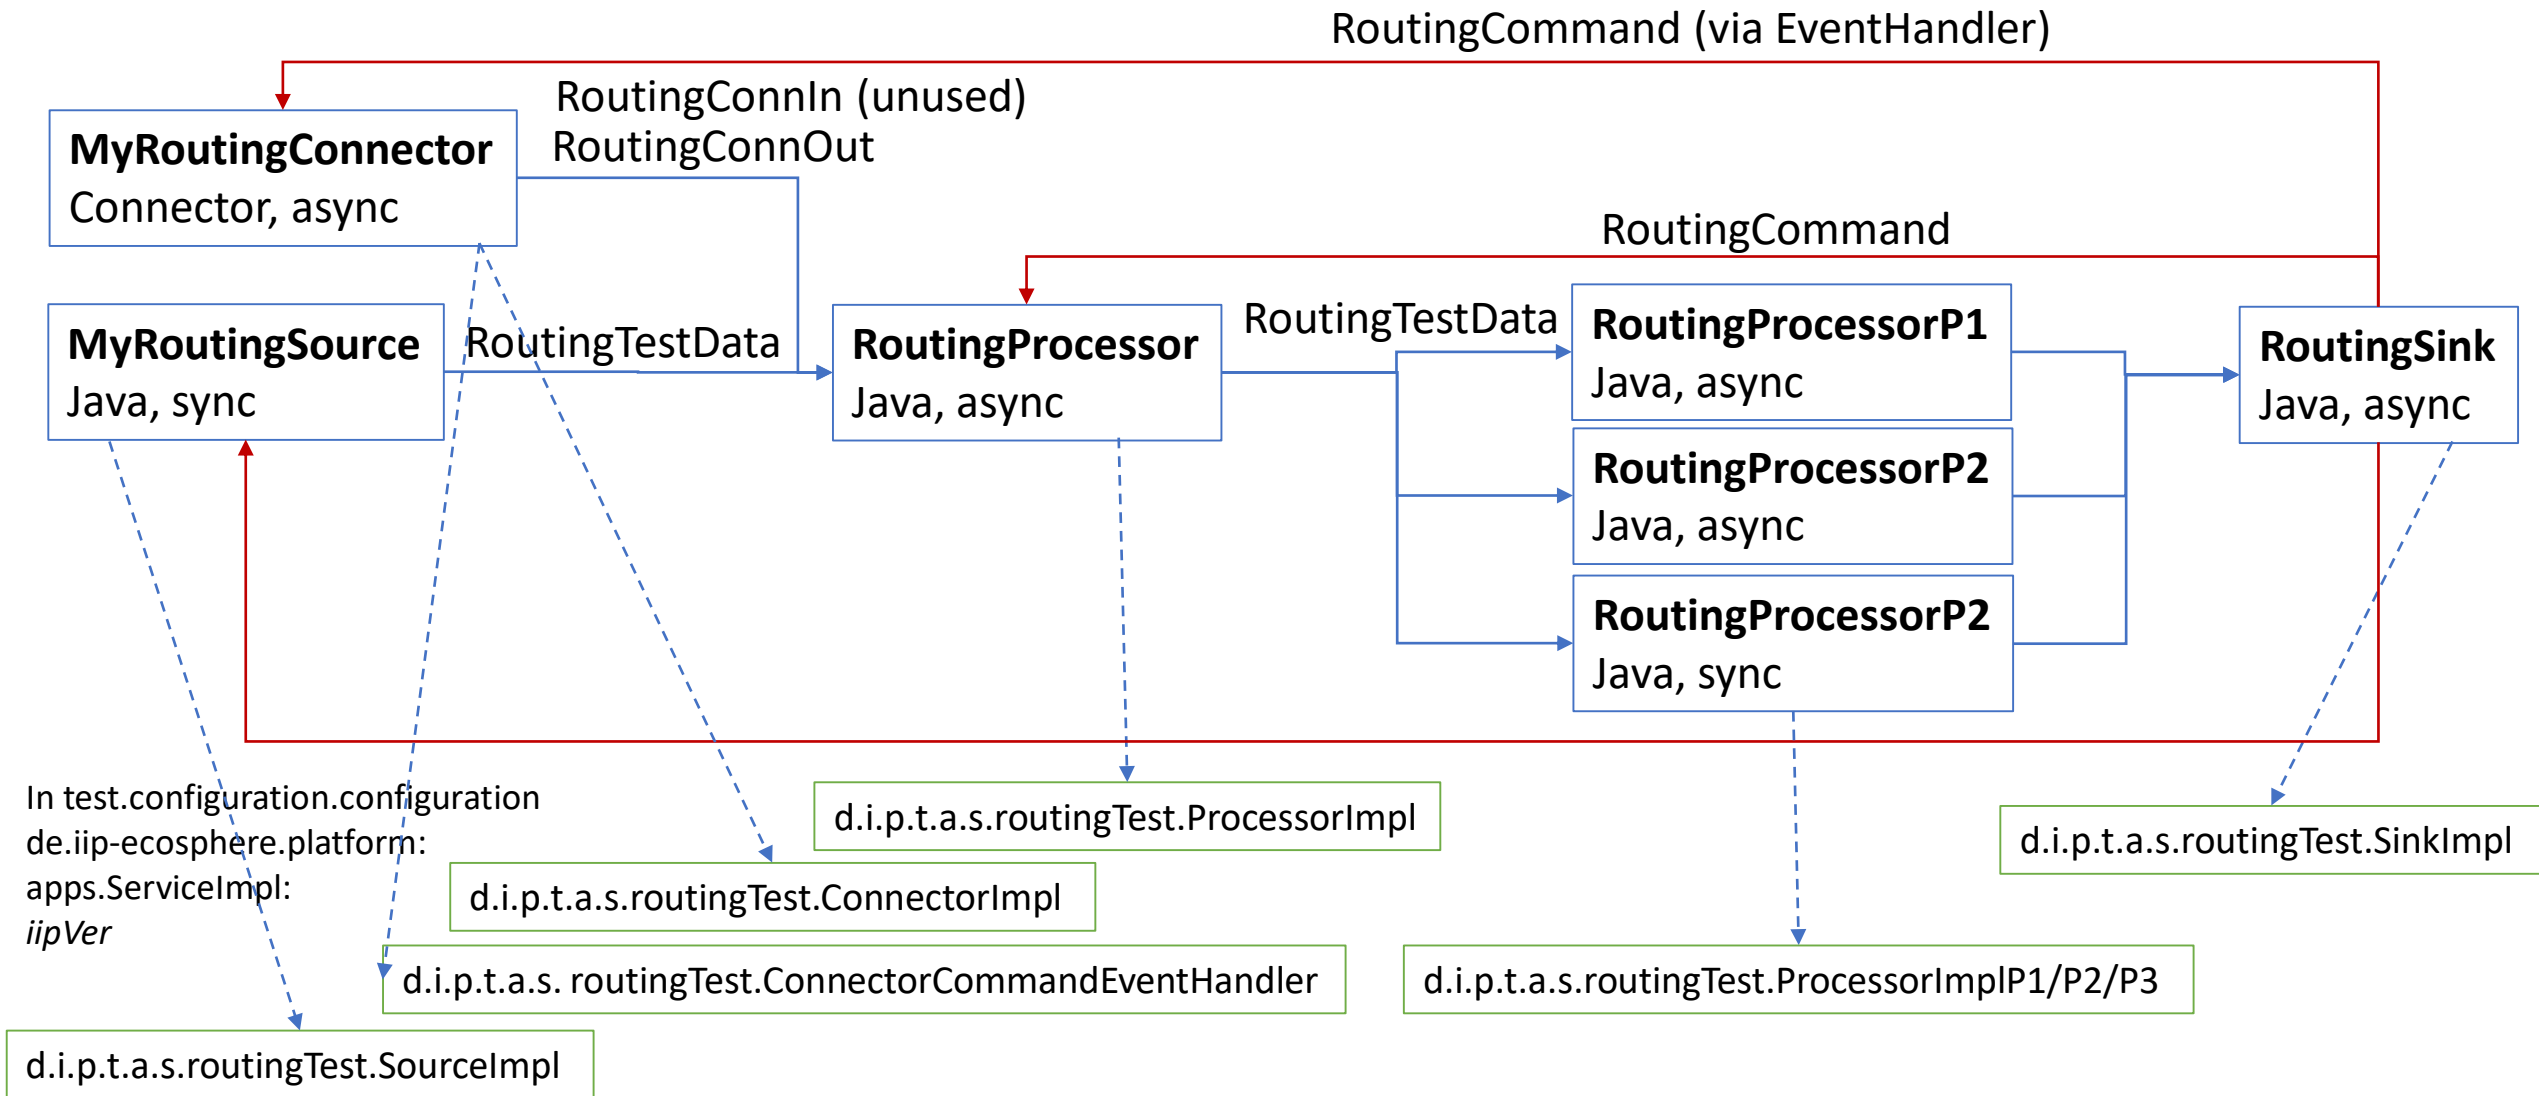 RoutingCommand (via EventHandler)
RoutingConnIn (unused)
RoutingConnOut
MyRoutingConnector
Connector, async
RoutingCommand
MyRoutingSource
Java, sync
RoutingTestData
RoutingProcessor
Java, async
RoutingTestData
RoutingProcessorP1
Java, async
RoutingProcessorP2
Java, async
RoutingProcessorP2
Java, sync
RoutingSink
Java, async
In test.configuration.configuration
de.iip-ecosphere.platform:
apps.ServiceImpl:
iipVer
d.i.p.t.a.s.routingTest.ProcessorImpl
d.i.p.t.a.s.routingTest.SinkImpl
d.i.p.t.a.s.routingTest.ConnectorImpl
d.i.p.t.a.s. routingTest.ConnectorCommandEventHandler
d.i.p.t.a.s.routingTest.ProcessorImplP1/P2/P3
d.i.p.t.a.s.routingTest.SourceImpl